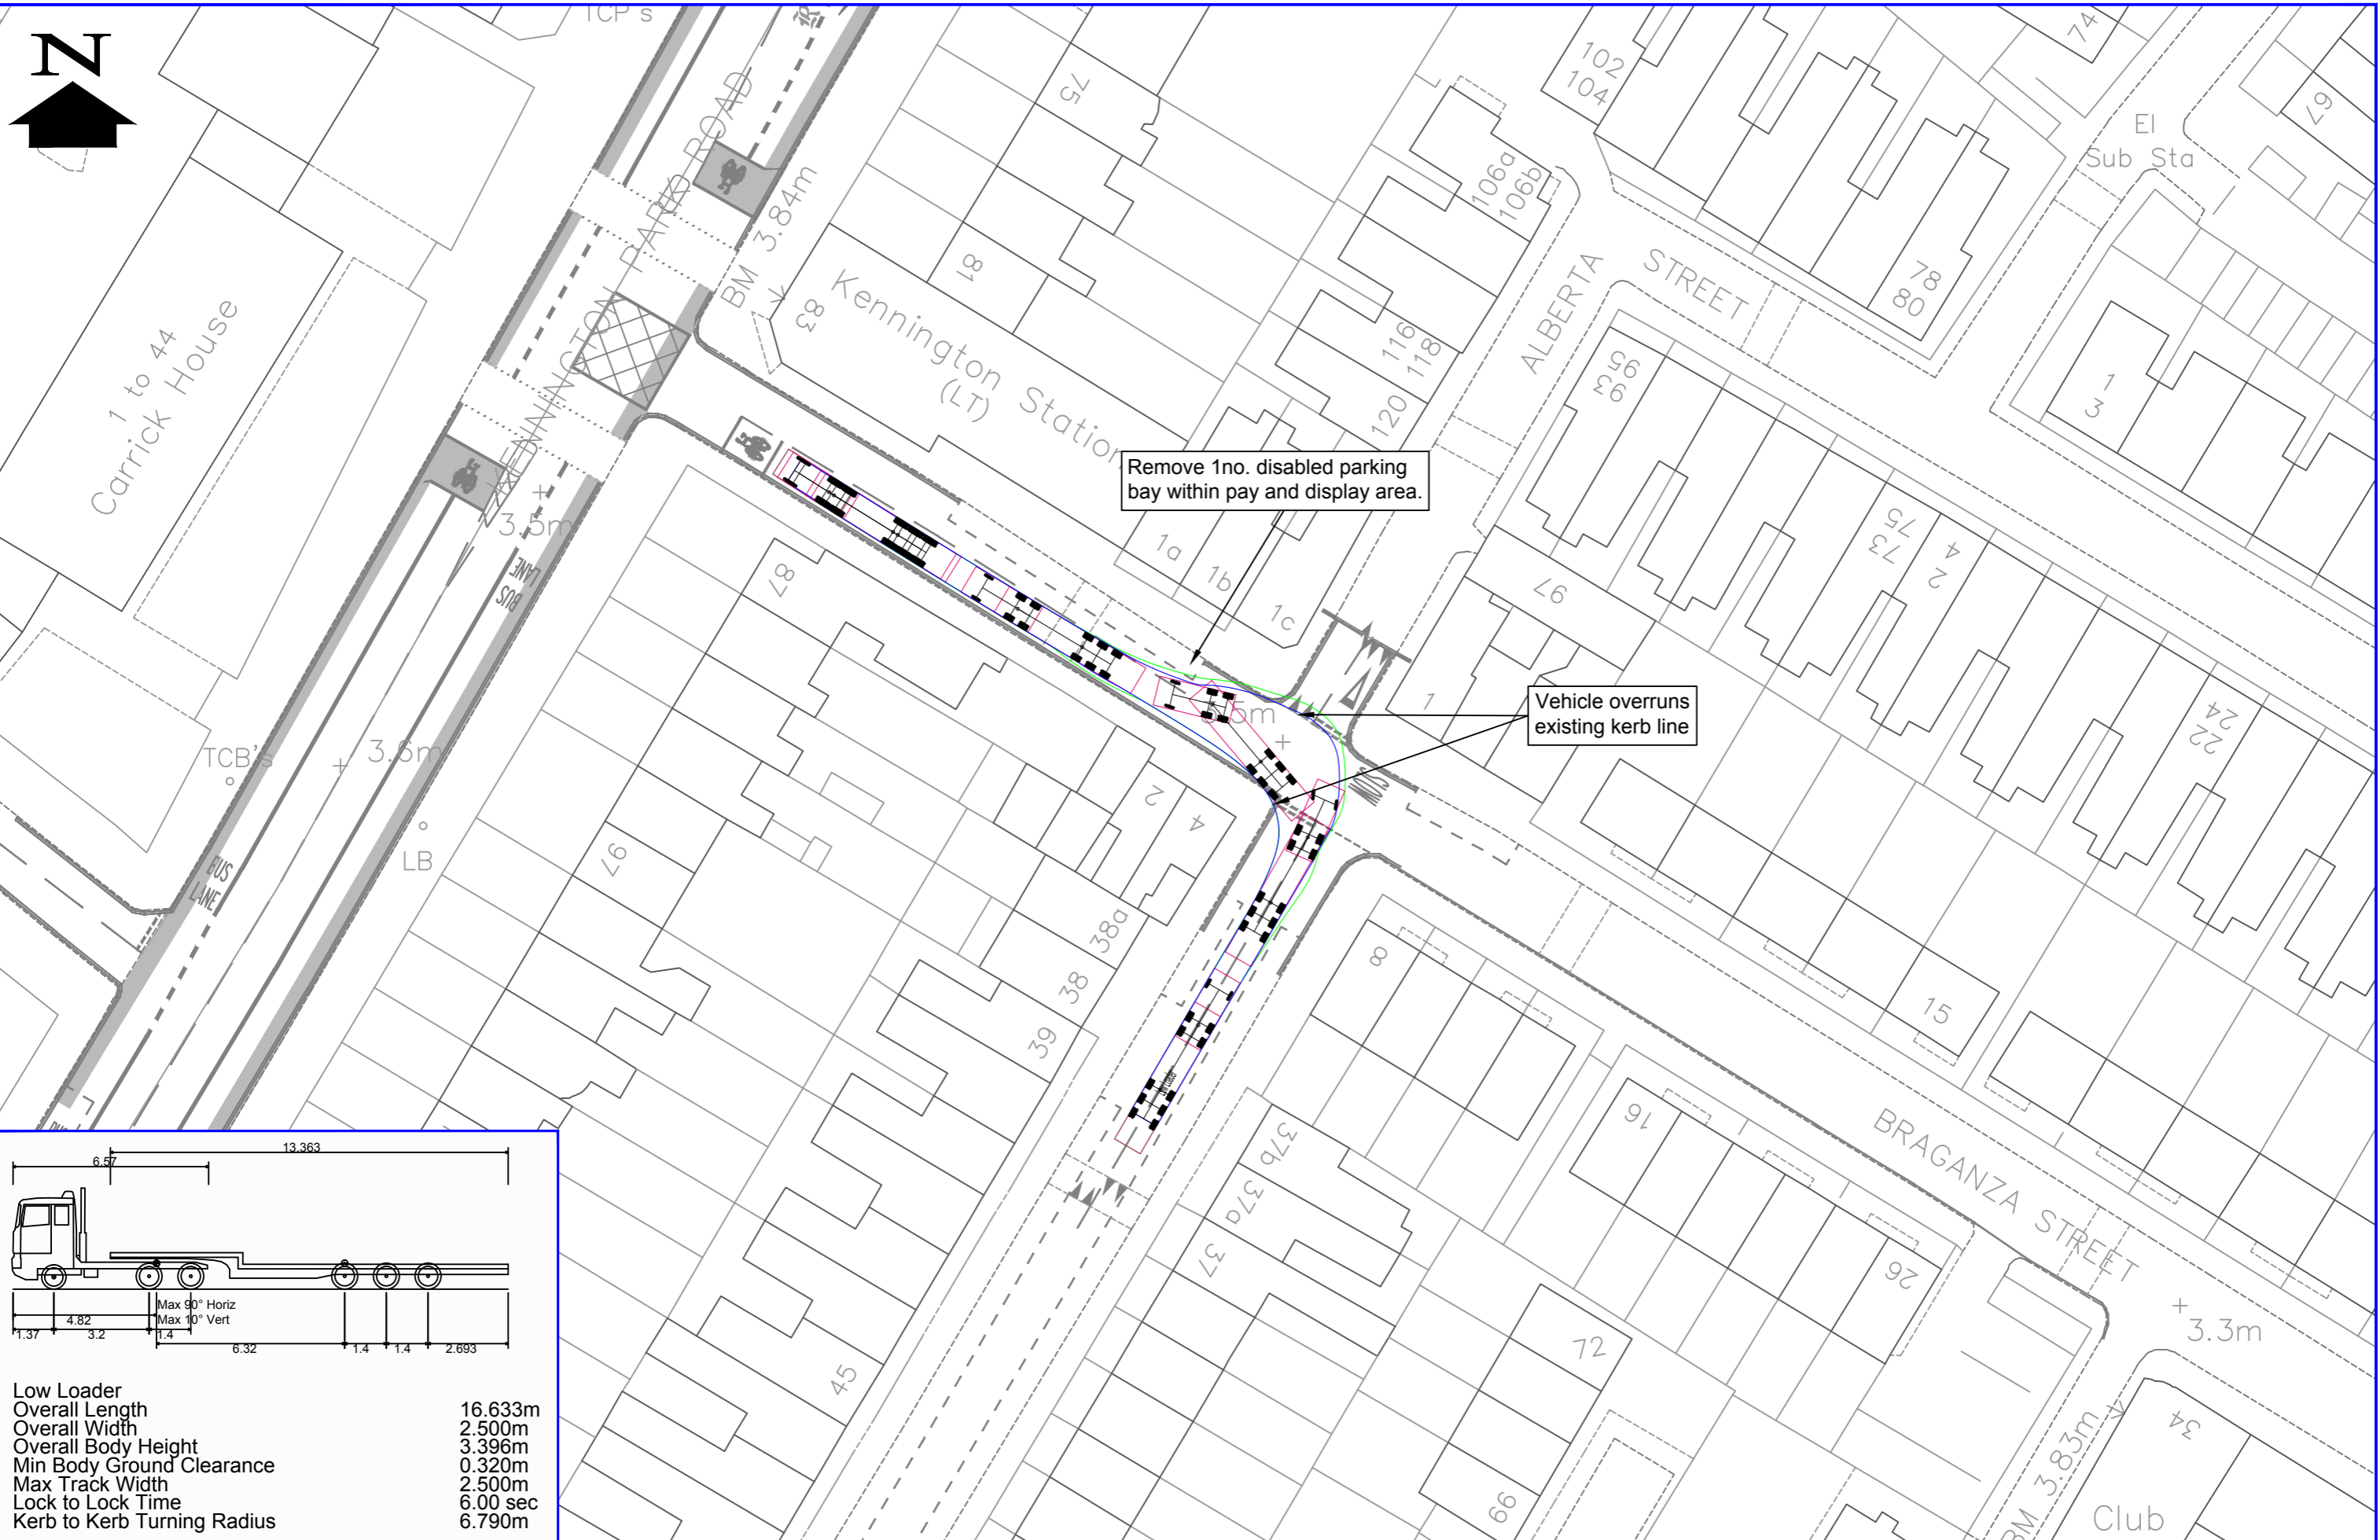 N
TCP's
KENNINGTON PARK ROAD
BM 3.84m
75
81
83
Kennington Station
(LT)
1 to 44
Carrick House
102
104
106a
106b
116
118
120
74
67
El
Sub Sta
ALBERTA
STREET
78
80
95
93
1
3
75
73
4
2
97
1a
1b
1c
1
Remove 1no. disabled parking
bay within pay and display area.
Vehicle overruns
existing kerb line
3.5m
BUS
LANE
87
24
22
TCB's
3.6m
LB
BUS
LANE
97
2
4
38a
38
39
8
15
16
26
BRAGANZA STREET
3.3m
37b
37a
37
45
72
66
34
BM 3.83m
Club
13.363
6.57
Max 90° Horiz
Max 10° Vert
4.82
1.37
3.2
1.4
6.32
1.4
1.4
2.693
Low Loader
Overall Length 16.633m
Overall Width 2.500m
Overall Body Height 3.396m
Min Body Ground Clearance 0.320m
Max Track Width 2.500m
Lock to Lock Time 6.00 sec
Kerb to Kerb Turning Radius 6.790m